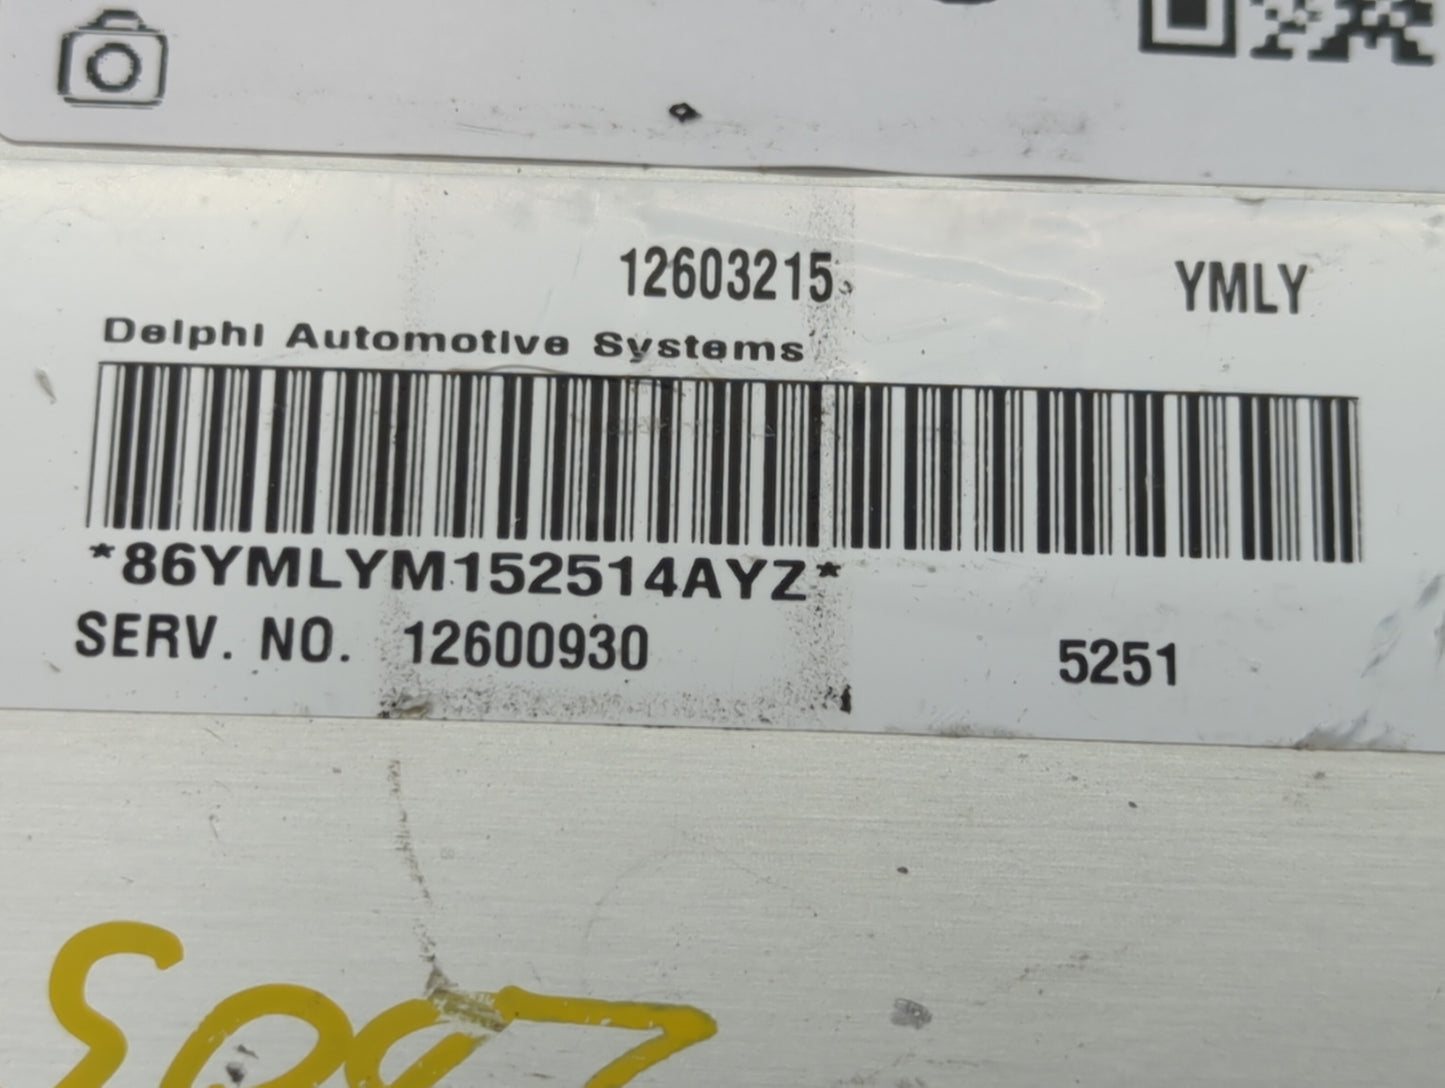 12603215 YMLY
Delphi Automotive Systems
*86YMLYM152514AYZ*
SERV. NO. 12600930 5251